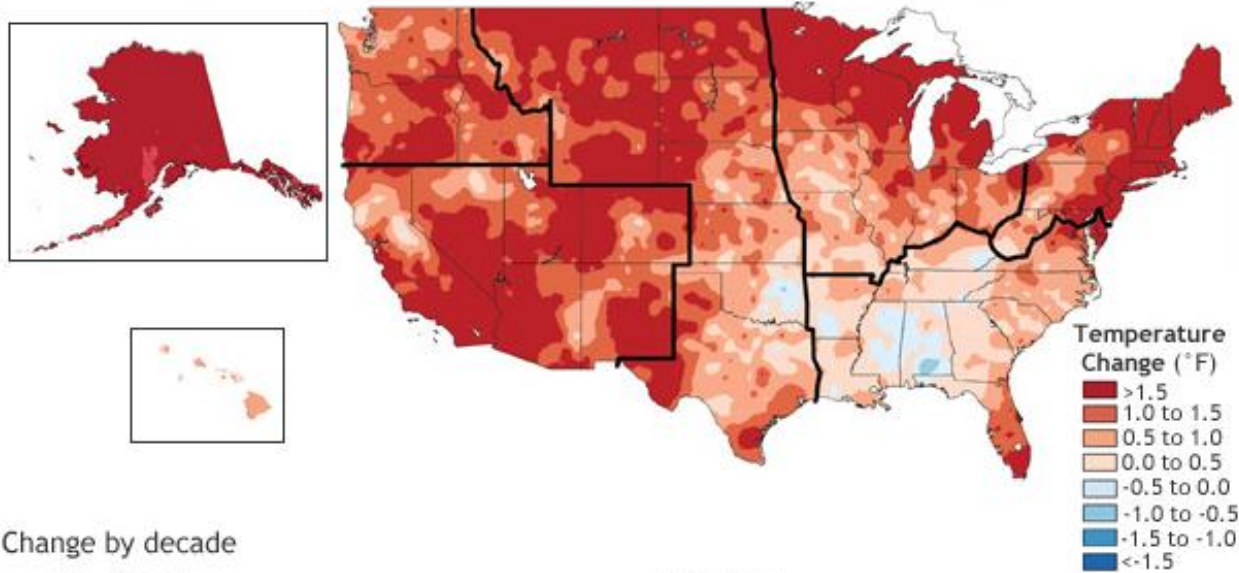 Temperature
Change (°F)
>1.5
1.0 to 1.5
0.5 to 1.0
0.0 to 0.5
-0.5 to 0.0
-1.0 to -0.5
-1.5 to -1.0
<-1.5
Change by decade